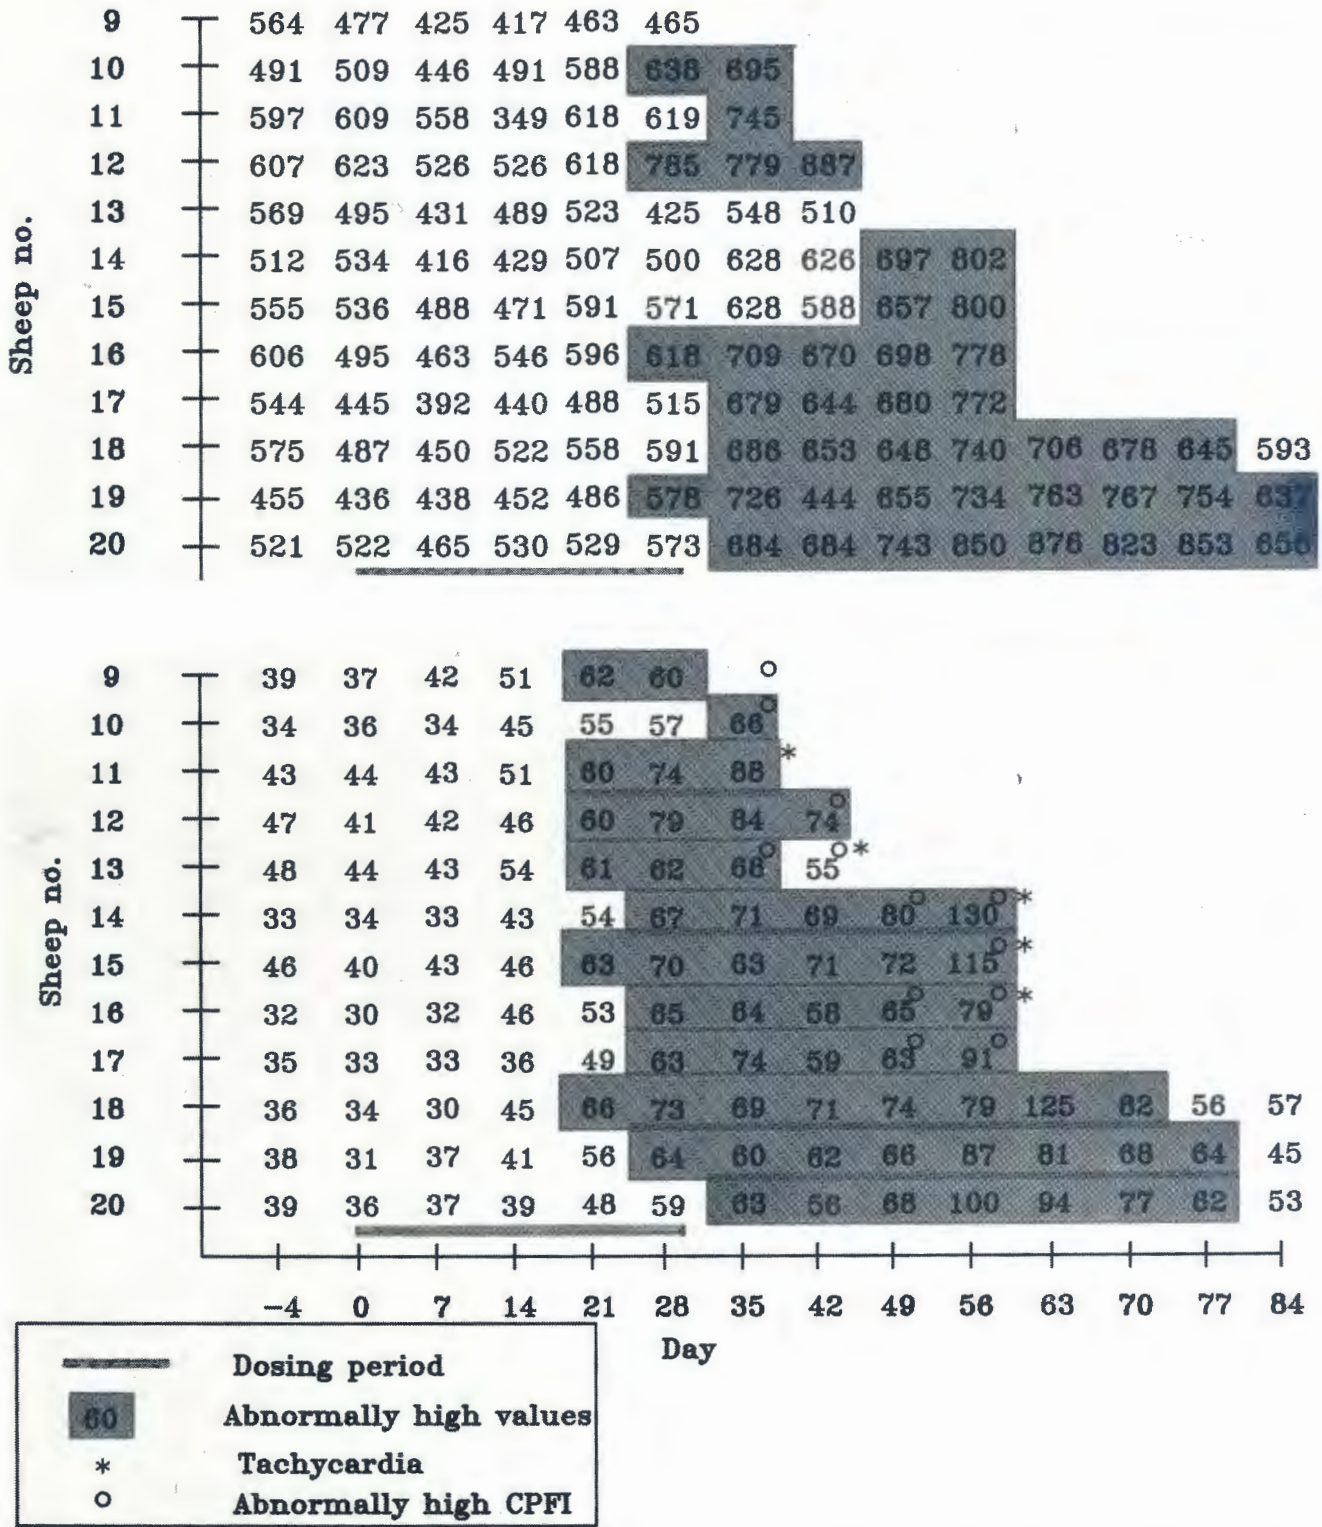 9 564 477 425 417 463 465
10 491 509 446 491 588 638 695
11 597 609 558 349 618 619 745
12 607 623 526 526 618 785 779 887
13 569 495 431 489 523 425 548 510
14 512 534 416 429 507 500 628 626 697 802
15 555 536 488 471 591 571 628 588 657 800
16 606 495 463 546 596 618 709 670 698 778
17 544 445 392 440 488 515 679 644 680 772
18 575 487 450 522 558 591 686 653 648 740 706 678 645 593
19 455 436 438 452 486 578 726 444 655 734 763 767 754 637
20 521 522 465 530 529 573 684 684 743 850 876 823 853 656
Sheep no.
9 39 37 42 51 62 60 o
10 34 36 34 45 55 57 66 o
11 43 44 43 51 60 74 88 *
12 47 41 42 46 60 79 84 74 o
13 48 44 43 54 61 62 68 o 55 o *
14 33 34 33 43 54 67 71 69 80 o 130 o *
15 46 40 43 46 63 70 63 71 72 115 o *
16 32 30 32 46 53 65 64 58 65 o 79 o *
17 35 33 33 36 49 63 74 59 63 o 91 o
18 36 34 30 45 66 73 69 71 74 79 125 62 56 57
19 38 31 37 41 56 64 60 62 66 87 81 68 64 45
20 39 36 37 39 48 59 63 56 68 100 94 77 62 53
Sheep no.
-4 0 7 14 21 28 35 42 49 56 63 70 77 84
Day
Dosing period
60 Abnormally high values
* Tachycardia
o Abnormally high CPFI